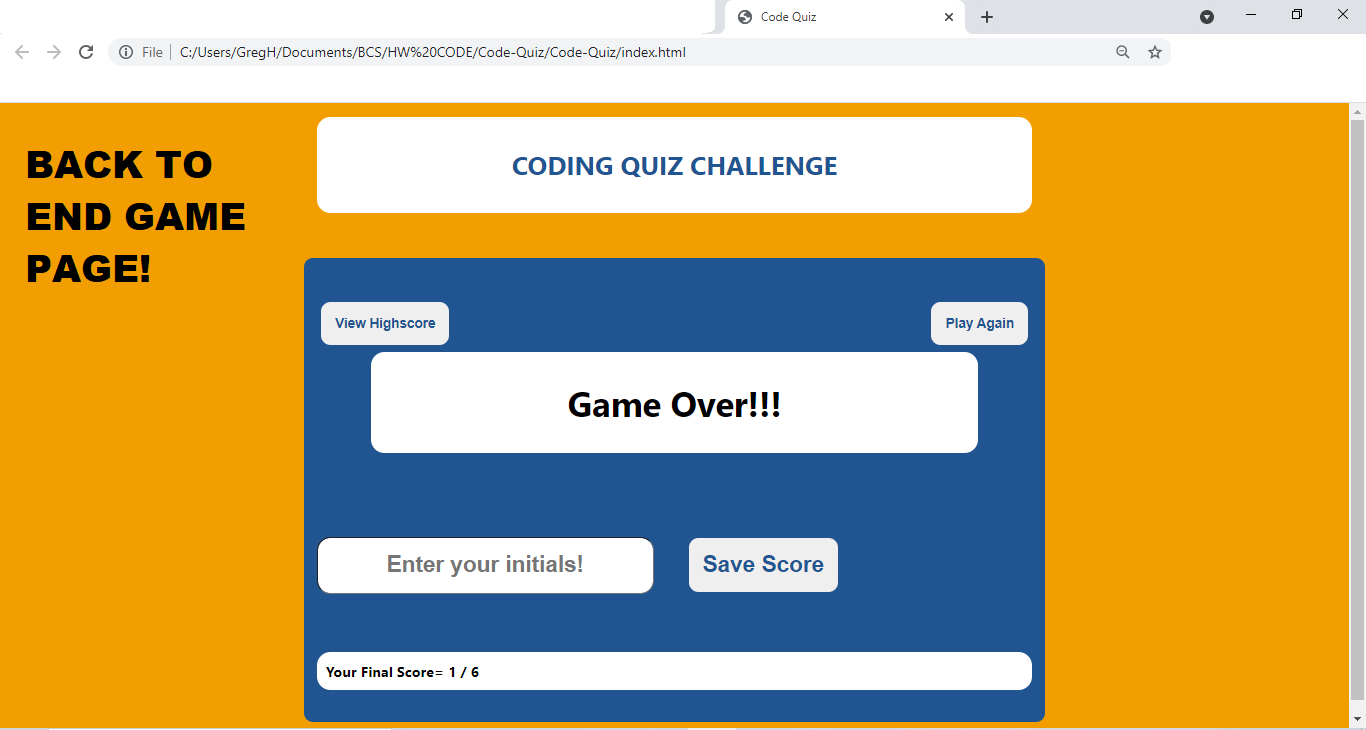 Code Quiz
File
C:/Users/GregH/Documents/BCS/HW%20CODE/Code-Quiz/Code-Quiz/index.html
BACK TO
END GAME
PAGE!
CODING QUIZ CHALLENGE
View Highscore
Play Again
Game Over!!!
Enter your initials!
Save Score
Your Final Score= 1 / 6